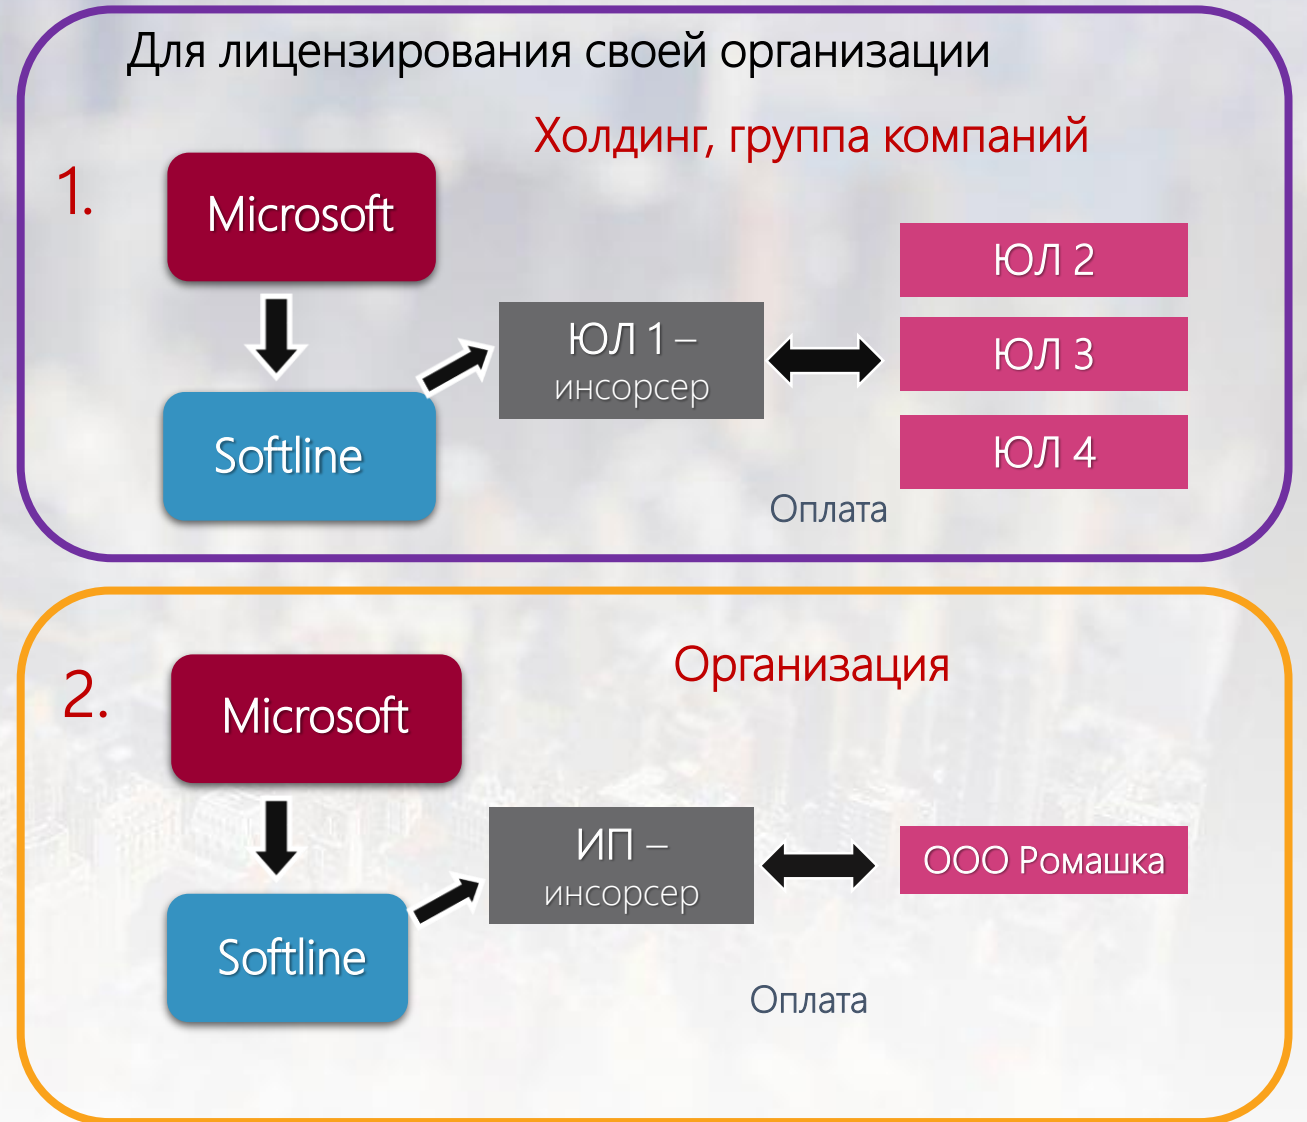 Для лицензирования своей организации
Холдинг, группа компаний
1.
Microsoft
ЮЛ 2
ЮЛ 1 –
инсорсер
ЮЛ 3
Softline
ЮЛ 4
Оплата
Организация
2.
Microsoft
ИП –
инсорсер
ООО Ромашка
Softline
Оплата